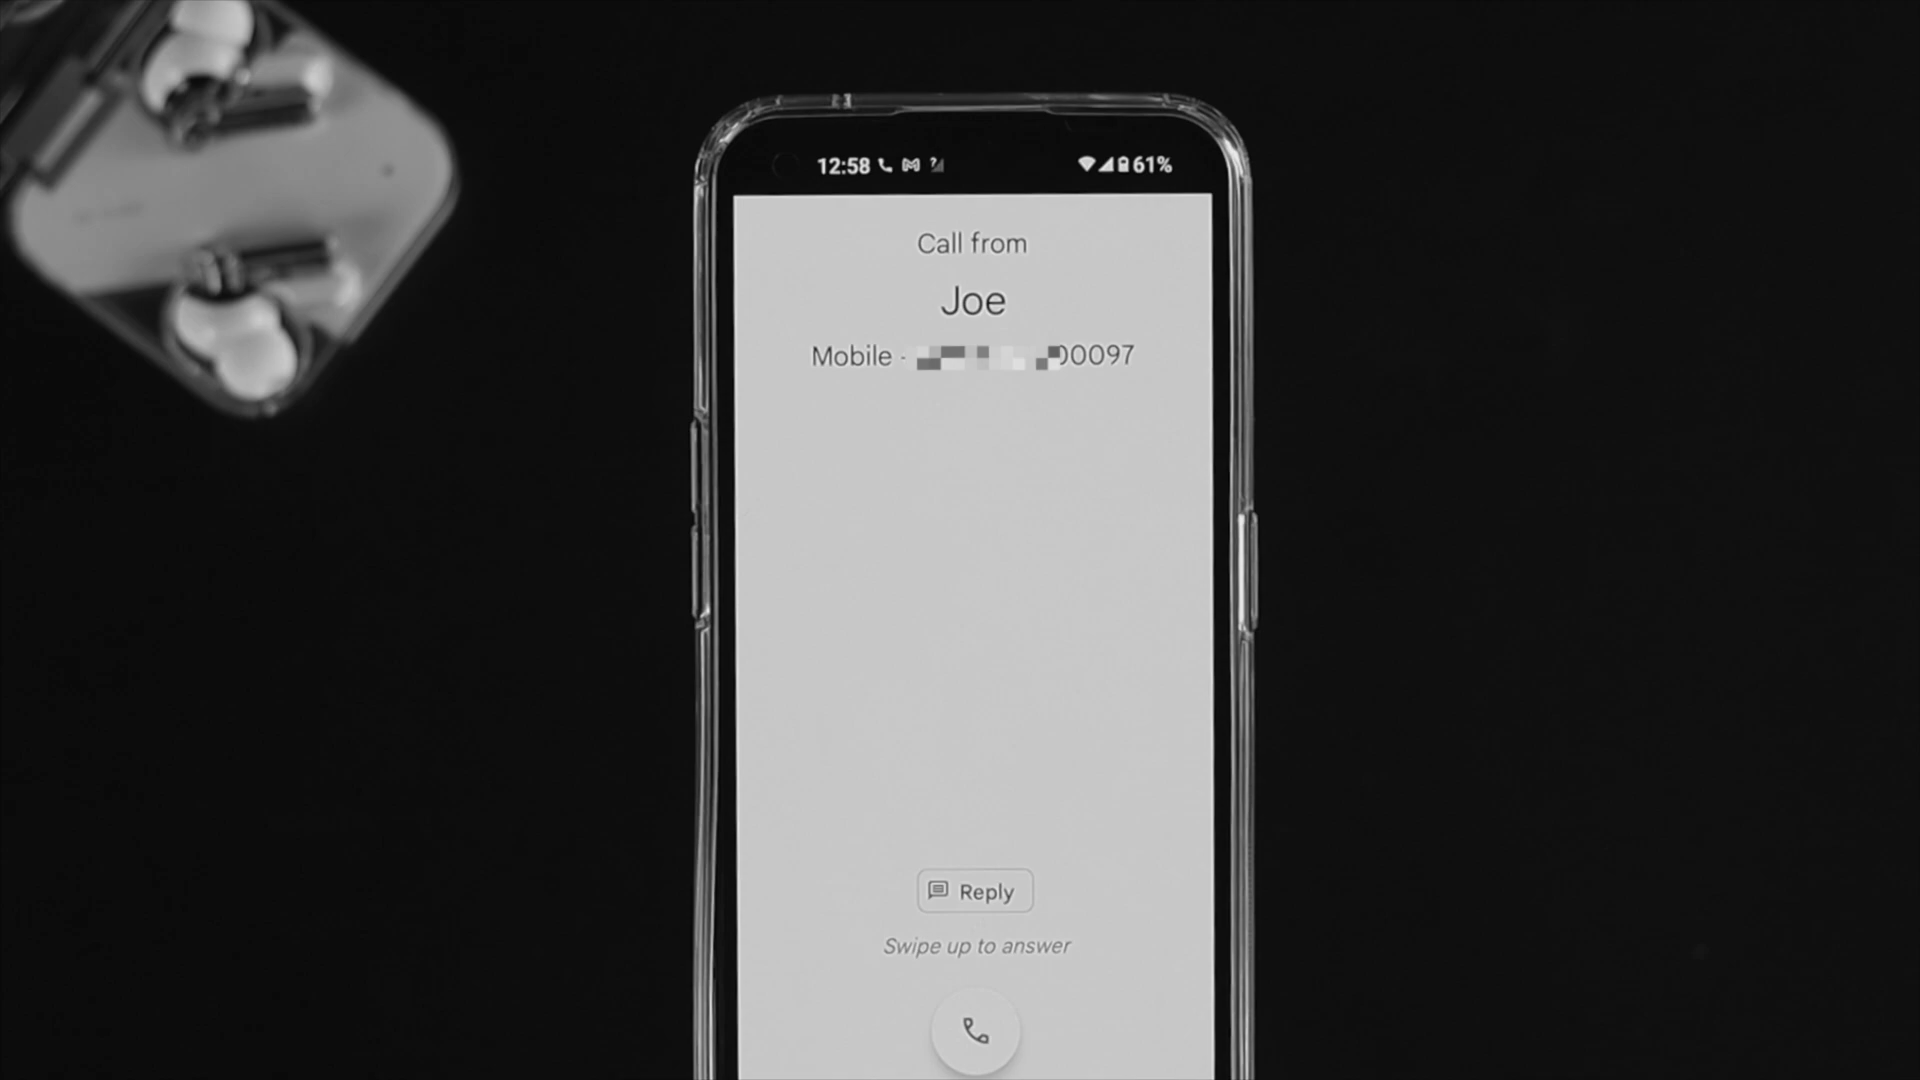 12:58 61%
Call from
Joe
Mobile · 00097
Reply
Swipe up to answer